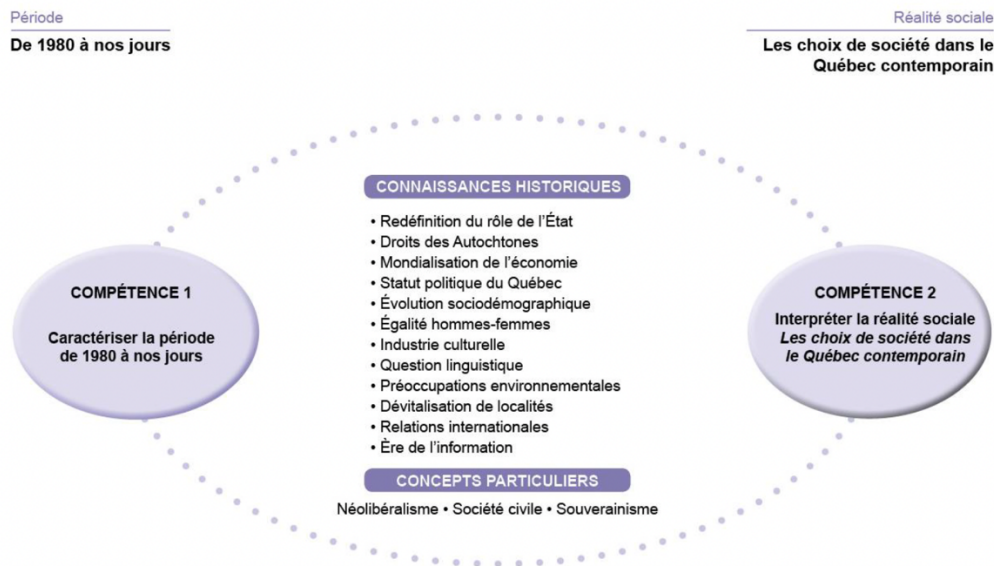 Période
De 1980 à nos jours
Réalité sociale
Les choix de société dans le
Québec contemporain
CONNAISSANCES HISTORIQUES
• Redéfinition du rôle de l'État
• Droits des Autochtones
• Mondialisation de l'économie
• Statut politique du Québec
• Évolution sociodémographique
• Égalité hommes-femmes
• Industrie culturelle
• Question linguistique
• Préoccupations environnementales
• Dévitalisation de localités
• Relations internationales
• Ère de l'information
CONCEPTS PARTICULIERS
Néolibéralisme • Société civile • Souverainisme
COMPÉTENCE 1
Caractériser la période
de 1980 à nos jours
COMPÉTENCE 2
Interpréter la réalité sociale
Les choix de société dans
le Québec contemporain